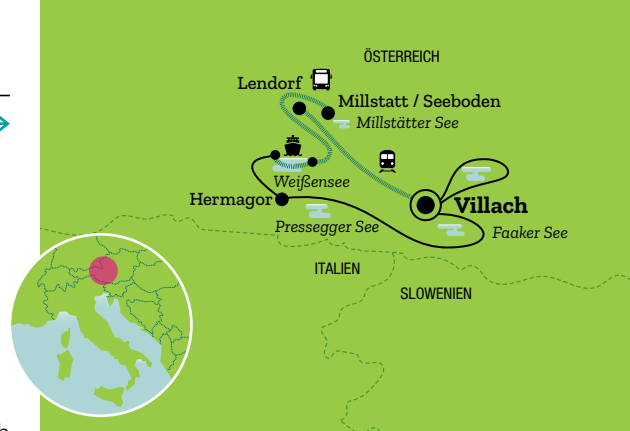 ÖSTERREICH
Lendorf
Millstatt / Seeboden
Millstätter See
Weißensee
Hermagor
Villach
Pressegger See
Faaker See
ITALIEN
SLOWENIEN